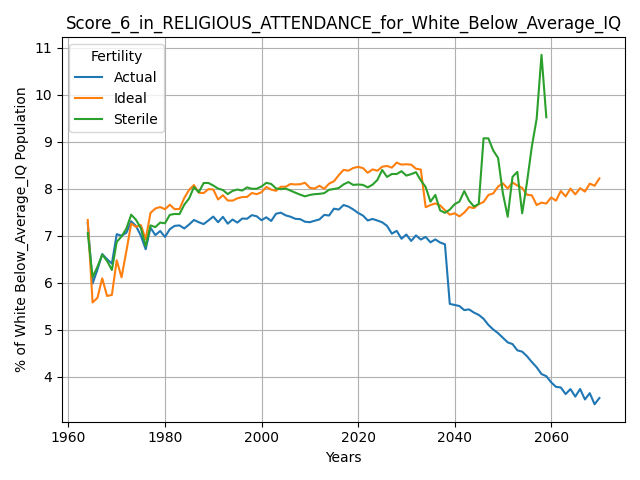 Score_6_in_RELIGIOUS_ATTENDANCE_for_White_Below_Average_IQ
Fertility
Actual
Ideal
Sterile
% of White Below_Average_IQ Population
11
10
9
8
7
6
5
4
1960
1980
2000
2020
2040
2060
Years